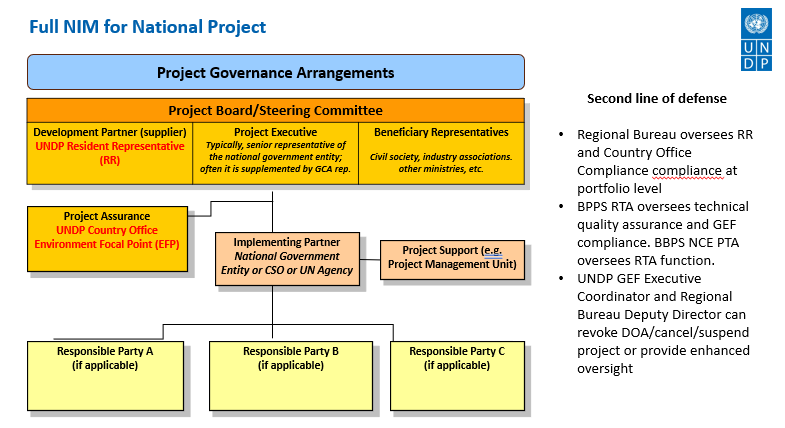 Full NIM for National Project
UN
DP
Project Governance Arrangements
Project Board/Steering Committee
Development Partner (supplier)
UNDP Resident Representative
(RR)
Project Executive
Typically, senior representative of
the national government entity;
often it is supplemented by GCA rep.
Beneficiary Representatives
Civil society, industry associations.
other ministries, etc.
Project Assurance
UNDP Country Office
Environment Focal Point (EFP)
Implementing Partner
National Government
Entity or CSO or UN Agency
Project Support (e.g.
Project Management Unit)
Responsible Party A
(if applicable)
Responsible Party B
(if applicable)
Responsible Party C
(if applicable)
Second line of defense
• Regional Bureau oversees RR
and Country Office
Compliance compliance at
portfolio level
• BPPS RTA oversees technical
quality assurance and GEF
compliance. BBPS NCE PTA
oversees RTA function.
• UNDP GEF Executive
Coordinator and Regional
Bureau Deputy Director can
revoke DOA/cancel/suspend
project or provide enhanced
oversight